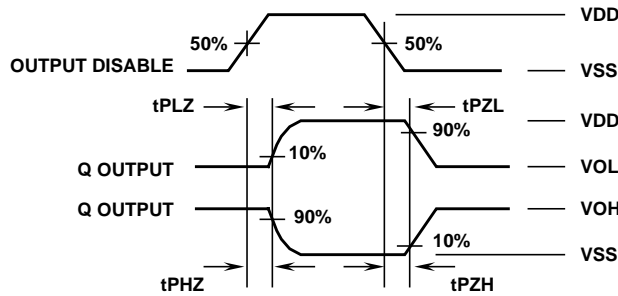 VDD
50%
50%
OUTPUT DISABLE
VSS
tPLZ
tPZL
VDD
90%
10%
Q OUTPUT
VOL
Q OUTPUT
VOH
90%
10%
VSS
tPHZ
tPZH